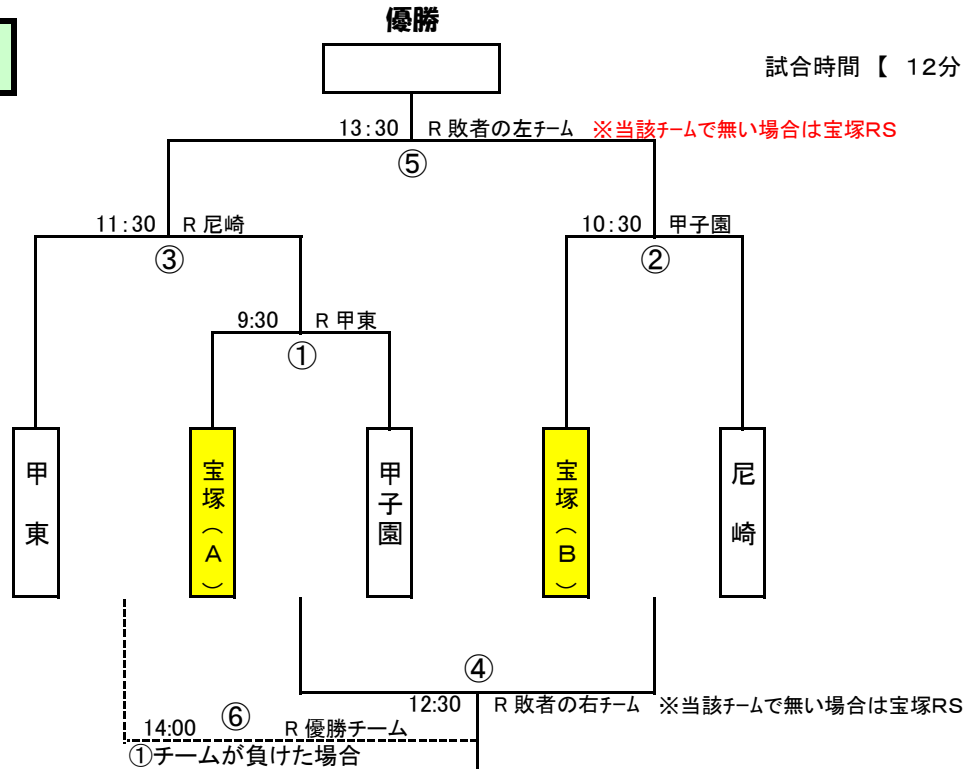 優勝
試合時間 【 12分
13:30 R 敗者の左チーム ※当該チームで無い場合は宝塚RS
⑤
11:30 R 尼崎
10:30 甲子園
③
②
9:30 R 甲東
①
甲東
宝塚(A)
甲子園
宝塚(B)
尼崎
④
12:30 R 敗者の右チーム ※当該チームで無い場合は宝塚RS
⑥
14:00 R 優勝チーム
①チームが負けた場合